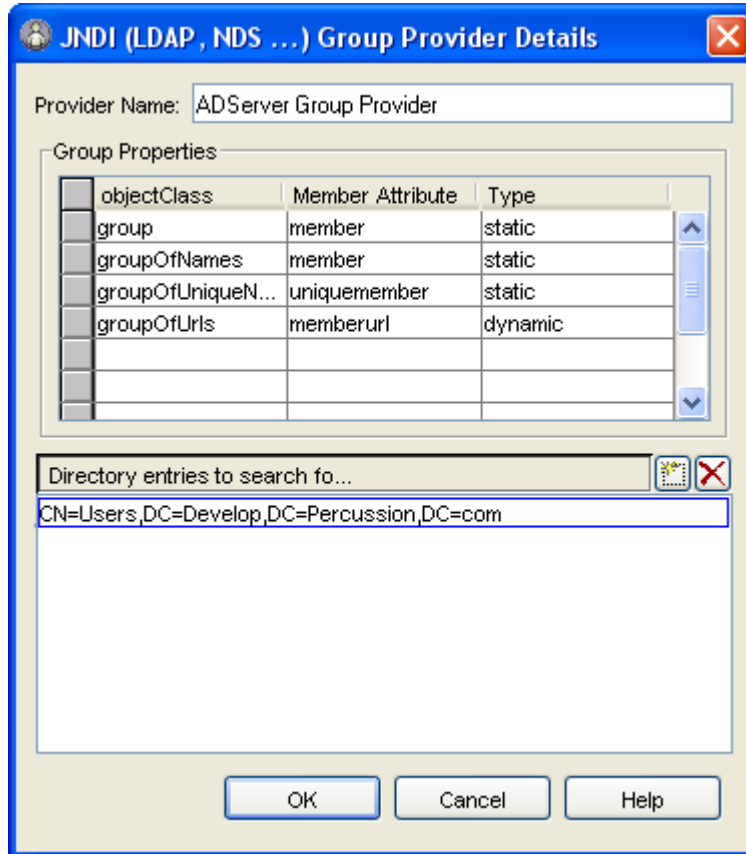 JNDI (LDAP, NDS ...) Group Provider Details
Provider Name: ADServer Group Provider
Group Properties
objectClass Member Attribute Type
group member static
groupOfNames member static
groupOfUniqueN... uniquemember static
groupOfUrls memberurl dynamic
Directory entries to search fo...
CN=Users,DC=Develop,DC=Percussion,DC=com
OK Cancel Help